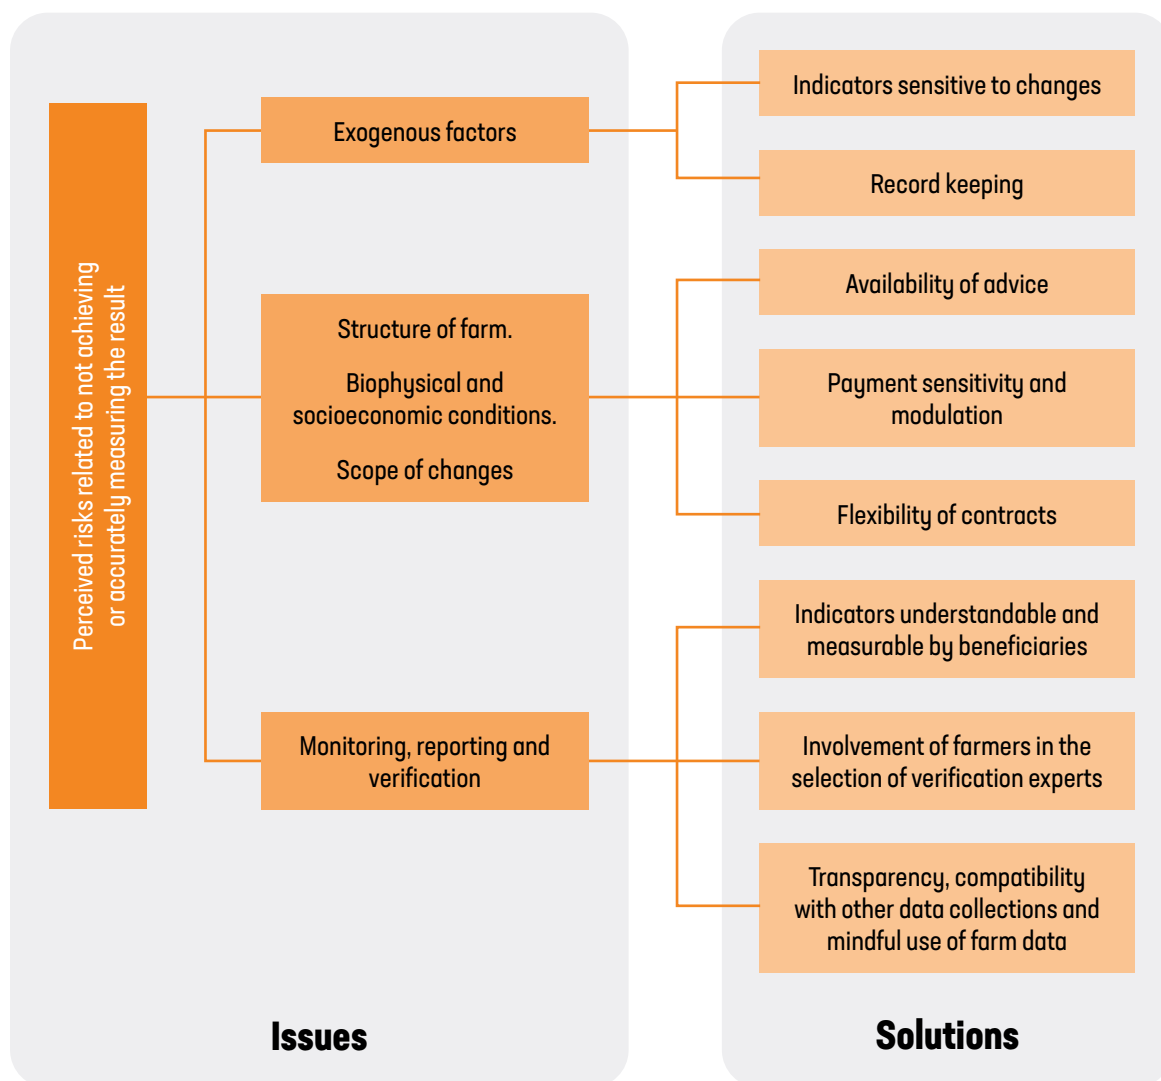 Perceived risks related to not achieving
or accurately measuring the result
Exogenous factors
Structure of farm.
Biophysical and
socioeconomic conditions.
Scope of changes
Monitoring, reporting and
verification
Issues
Indicators sensitive to changes
Record keeping
Availability of advice
Payment sensitivity and
modulation
Flexibility of contracts
Indicators understandable and
measurable by beneficiaries
Involvement of farmers in the
selection of verification experts
Transparency, compatibility
with other data collections and
mindful use of farm data
Solutions